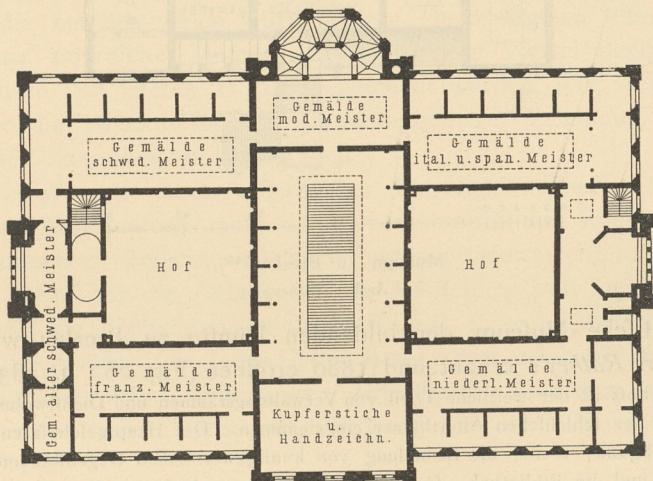 Gemälde
mod. Meister
Gemälde
schwed. Meister
Gemälde
ital. u. span. Meister
Gem. alter schwed. Meister
Hof
Hof
Gemälde
franz. Meister
Gemälde
niederl. Meister
Kupferstiche
u.
Handzeichn.